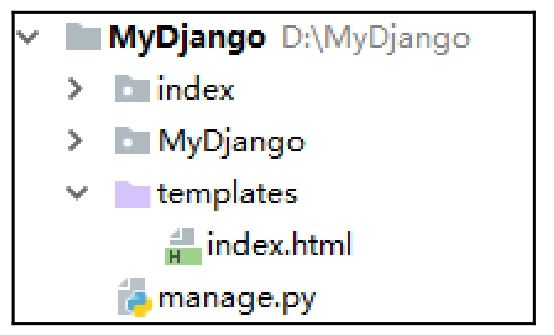 MyDjango D:\MyDjango
index
MyDjango
templates
H index.html
manage.py